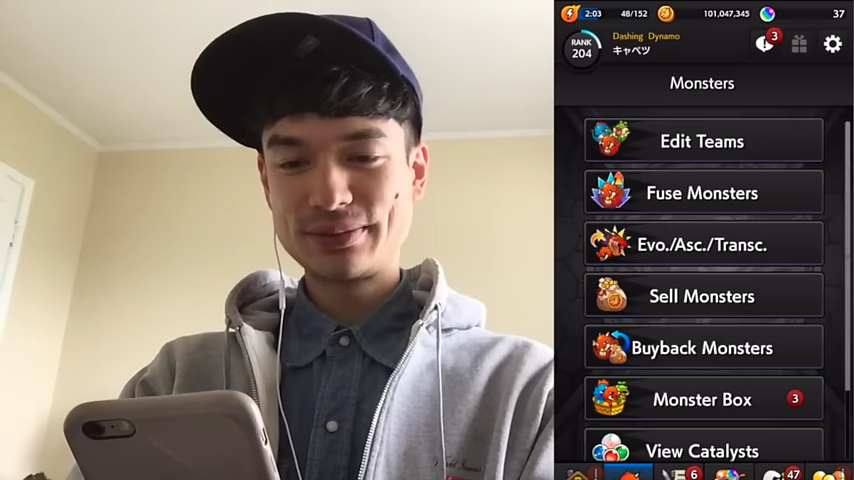 2:03 48/152 101,047,345 37
RANK
204
Dashing Dynamo
キャベツ
3
Monsters
Edit Teams
Fuse Monsters
Evo./Asc./Transc.
Sell Monsters
Buyback Monsters
Monster Box 3
View Catalysts
6 47